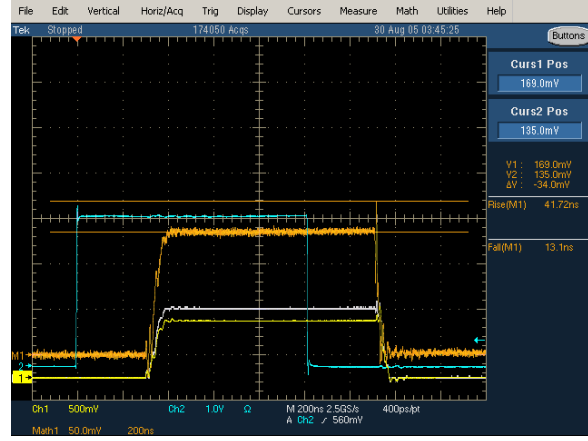 File Edit Vertical Horiz/Acq Trig Display Cursors Measure Math Utilities Help
Tek Stopped 174050 Acqs 30 Aug 05 03:45:25
Buttons
Curs1 Pos
169.0mV
Curs2 Pos
135.0mV
V1: 169.0mV
V2: 135.0mV
ΔV: -34.0mV
Rise(M1) 41.72ns
Fall(M1) 13.1ns
M1
2
1
Ch1 500mV Ch2 1.0V Ω M 200ns 2.5GS/s 400ps/pt
A Ch2 ∕ 560mV
Math1 50.0mV 200ns